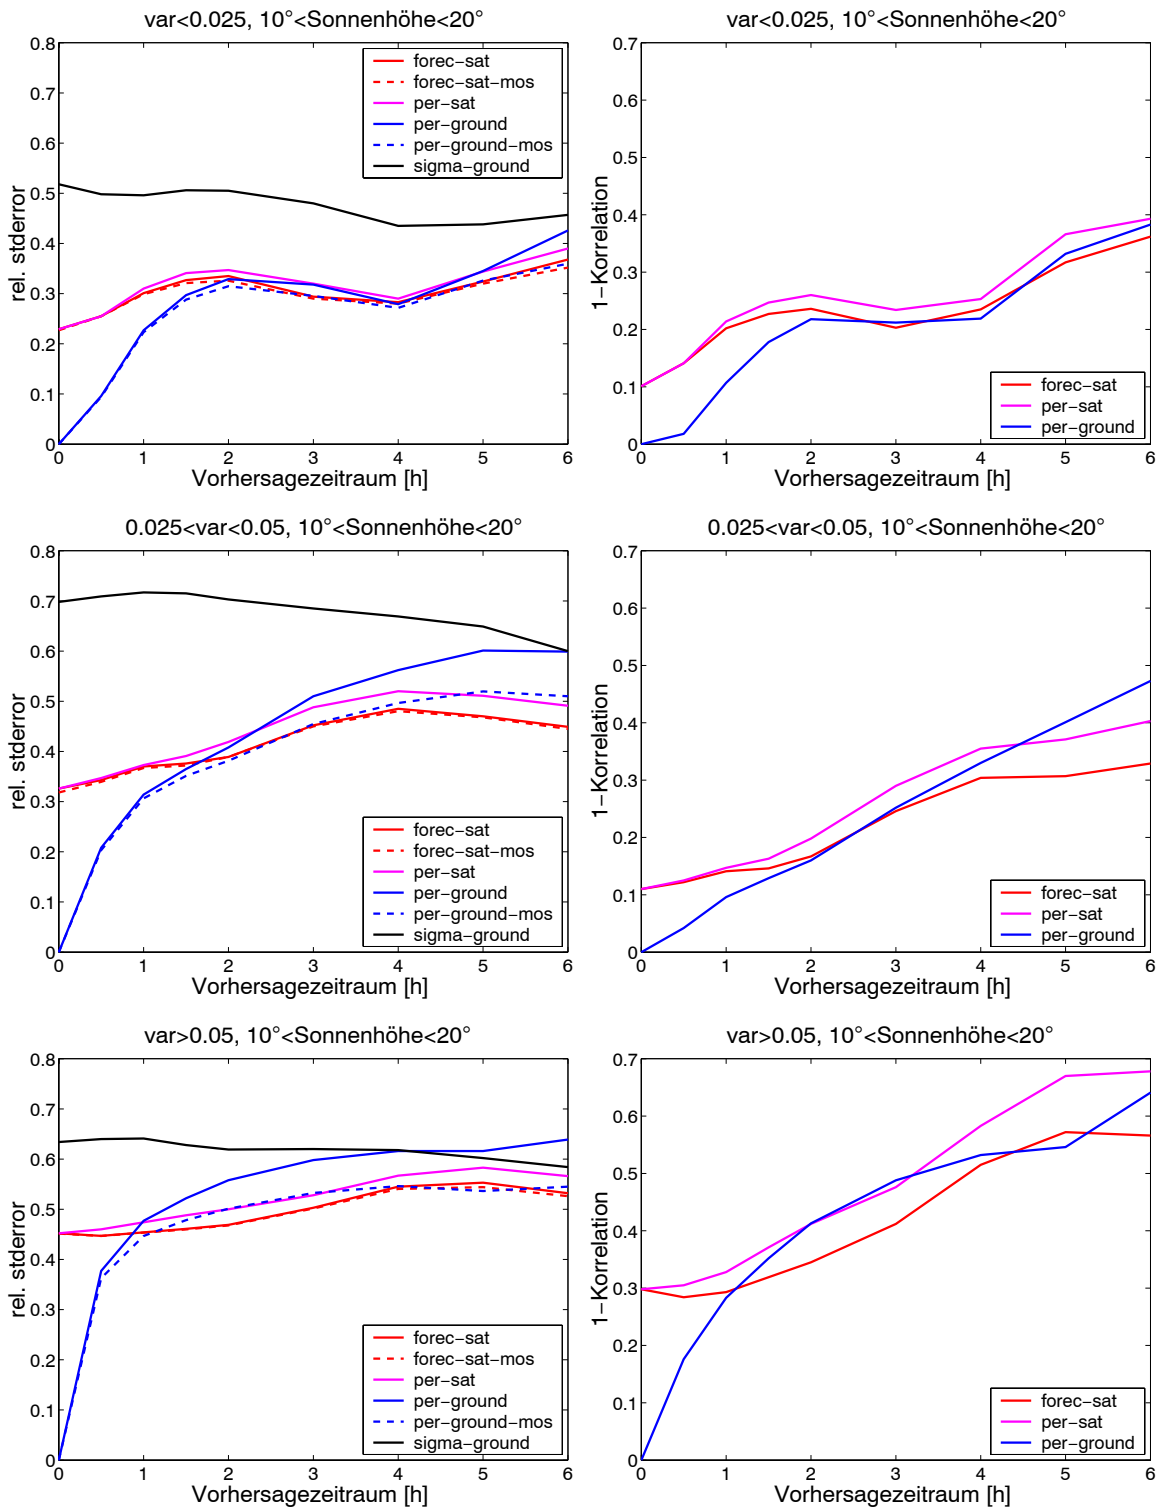 var<0.025, 10°<Sonnenhöhe<20°
0.8
0.7
0.6
0.5
0.4
0.3
0.2
0.1
0
rel. stderror
forec−sat
forec−sat−mos
per−sat
per−ground
per−ground−mos
sigma−ground
0 1 2 3 4 5 6
Vorhersagezeitraum [h]
var<0.025, 10°<Sonnenhöhe<20°
0.7
0.6
0.5
0.4
0.3
0.2
0.1
0
1−Korrelation
forec−sat
per−sat
per−ground
0 1 2 3 4 5 6
Vorhersagezeitraum [h]
0.025<var<0.05, 10°<Sonnenhöhe<20°
0.8
0.7
0.6
0.5
0.4
0.3
0.2
0.1
0
rel. stderror
forec−sat
forec−sat−mos
per−sat
per−ground
per−ground−mos
sigma−ground
0 1 2 3 4 5 6
Vorhersagezeitraum [h]
0.025<var<0.05, 10°<Sonnenhöhe<20°
0.7
0.6
0.5
0.4
0.3
0.2
0.1
0
1−Korrelation
forec−sat
per−sat
per−ground
0 1 2 3 4 5 6
Vorhersagezeitraum [h]
var>0.05, 10°<Sonnenhöhe<20°
0.8
0.7
0.6
0.5
0.4
0.3
0.2
0.1
0
rel. stderror
forec−sat
forec−sat−mos
per−sat
per−ground
per−ground−mos
sigma−ground
0 1 2 3 4 5 6
Vorhersagezeitraum [h]
var>0.05, 10°<Sonnenhöhe<20°
0.7
0.6
0.5
0.4
0.3
0.2
0.1
0
1−Korrelation
forec−sat
per−sat
per−ground
0 1 2 3 4 5 6
Vorhersagezeitraum [h]